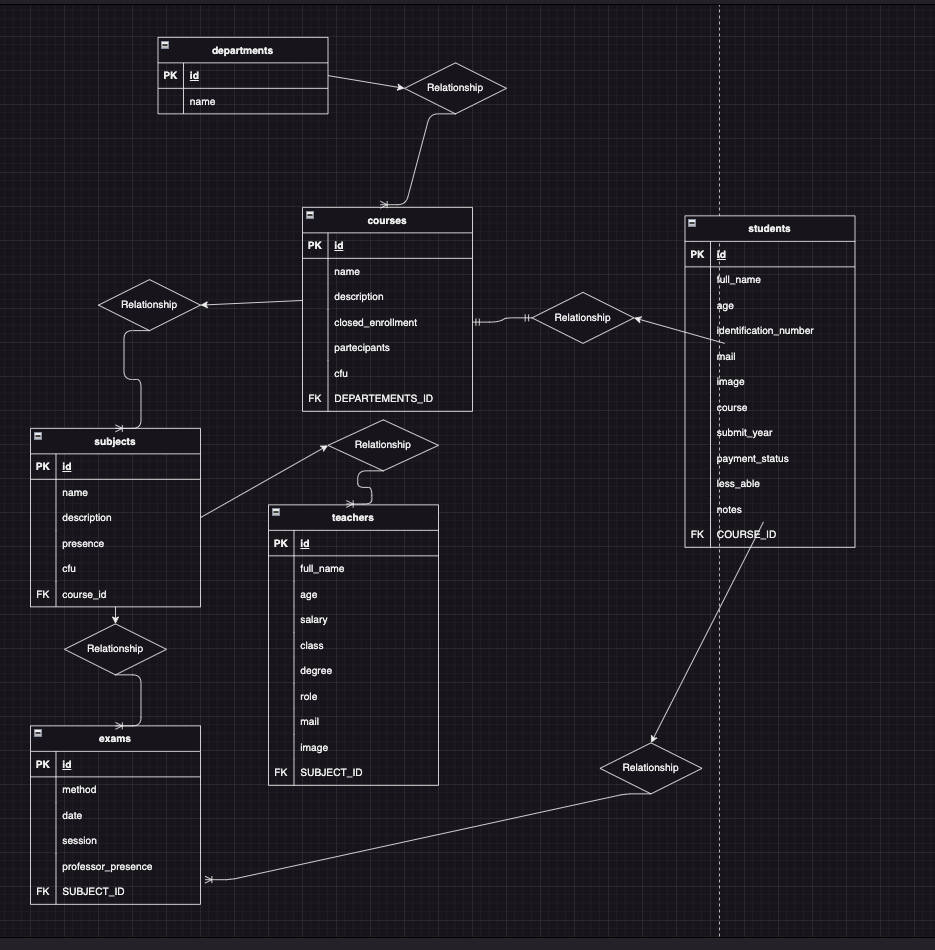 departments
PK id
name
Relationship
courses
PK id
name
description
closed_enrollment
partecipants
cfu
FK DEPARTEMENTS_ID
students
PK id
full_name
age
identification_number
mail
image
course
submit_year
payment_status
less_able
notes
FK COURSE_ID
Relationship
Relationship
subjects
PK id
name
description
presence
cfu
FK course_id
Relationship
teachers
PK id
full_name
age
salary
class
degree
role
mail
image
FK SUBJECT_ID
Relationship
exams
PK id
method
date
session
professor_presence
FK SUBJECT_ID
Relationship